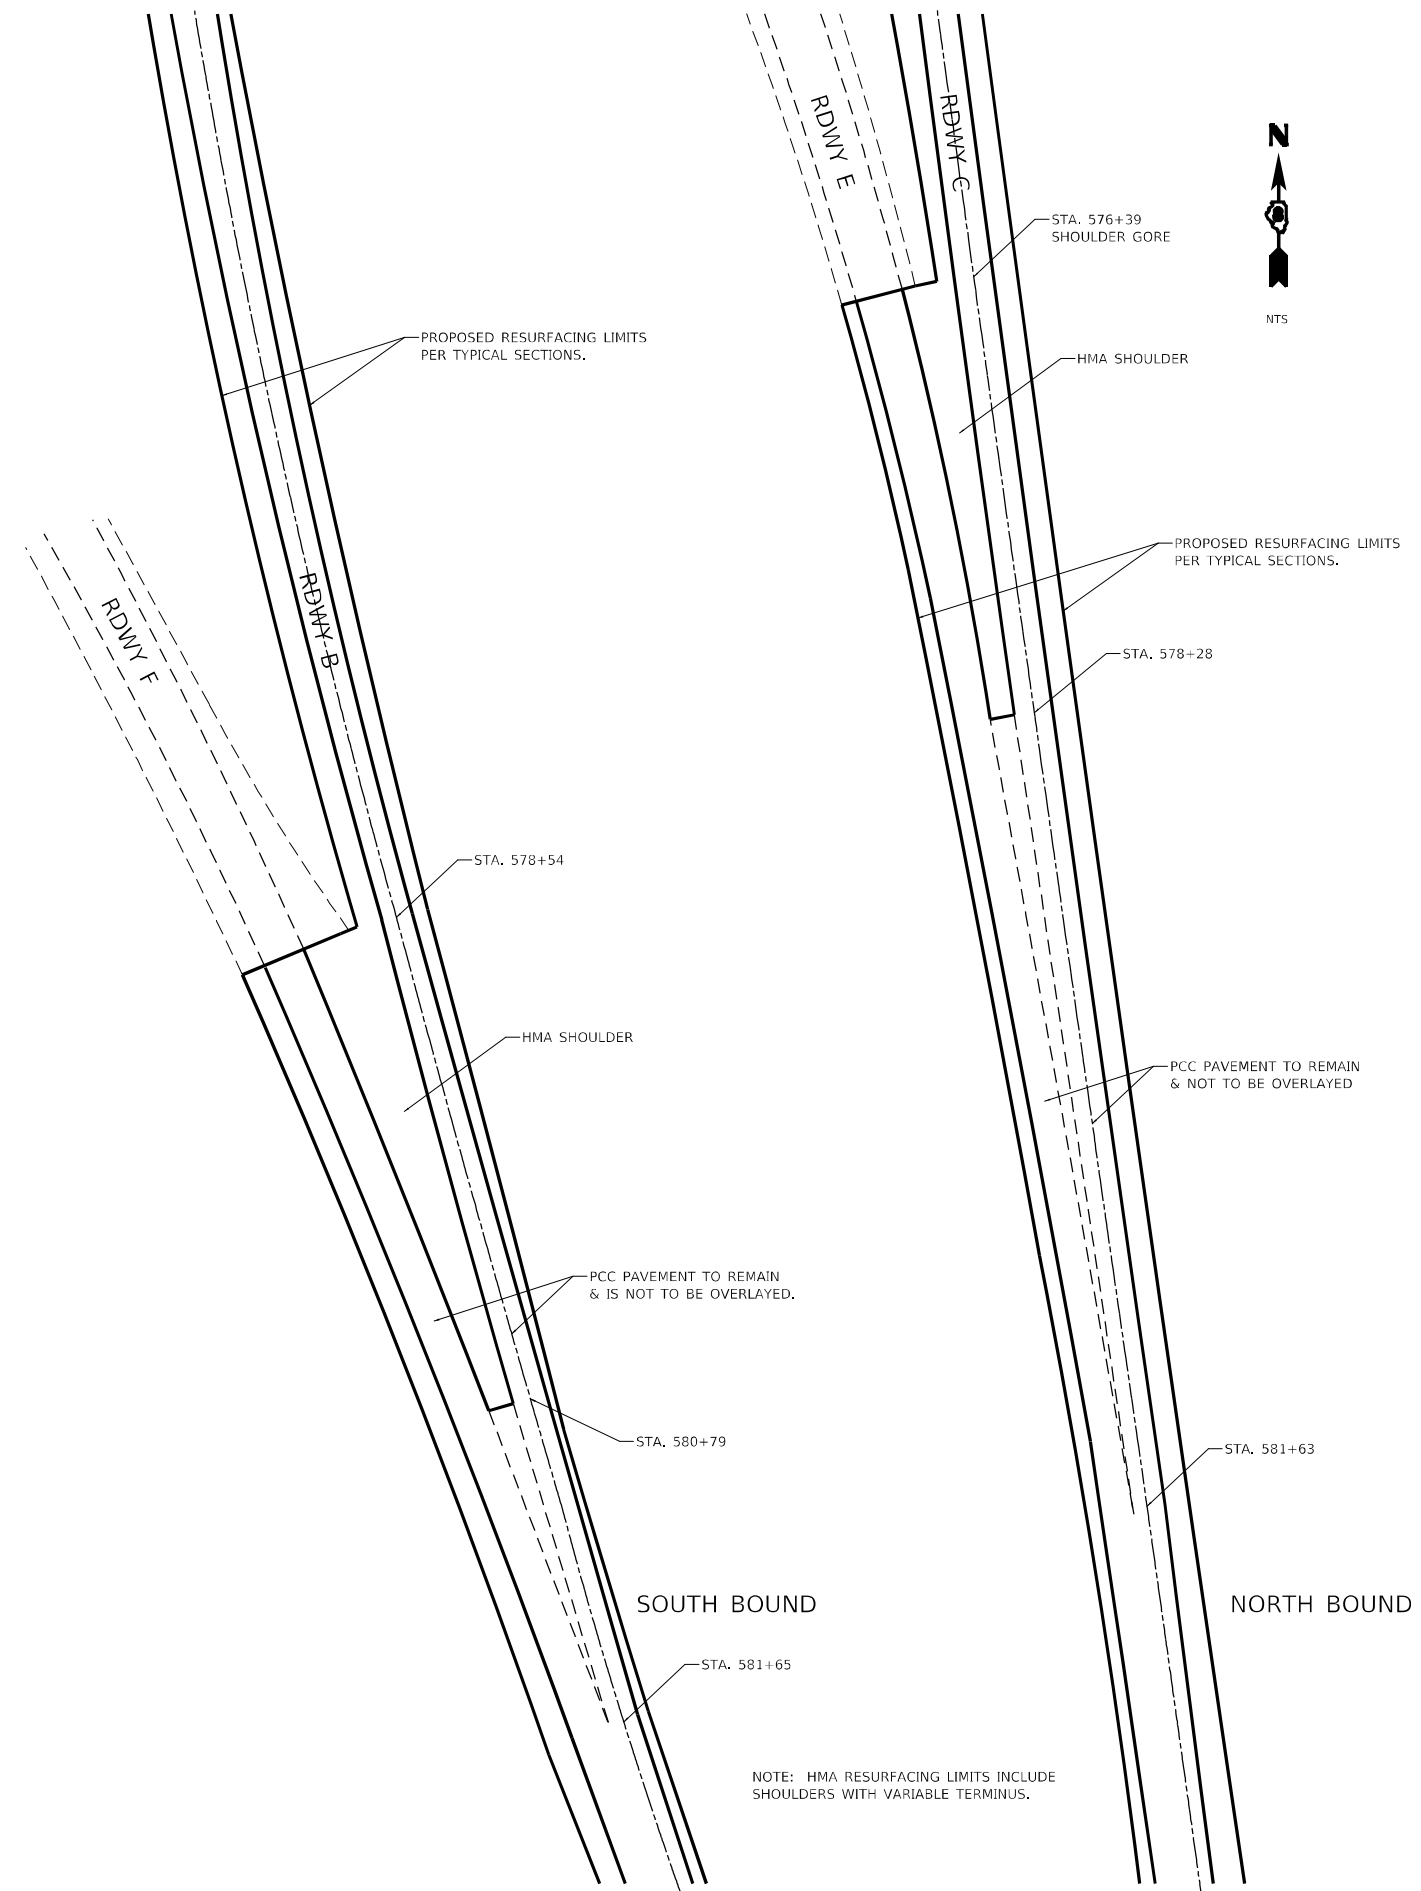 RDWY E
RDWY C
N
STA. 576+39
SHOULDER GORE
NTS
PROPOSED RESURFACING LIMITS
PER TYPICAL SECTIONS.
HMA SHOULDER
PROPOSED RESURFACING LIMITS
PER TYPICAL SECTIONS.
RDWY B
RDWY F
STA. 578+28
STA. 578+54
HMA SHOULDER
PCC PAVEMENT TO REMAIN
& NOT TO BE OVERLAYED
PCC PAVEMENT TO REMAIN
& IS NOT TO BE OVERLAYED.
STA. 580+79
STA. 581+63
SOUTH BOUND
NORTH BOUND
STA. 581+65
NOTE: HMA RESURFACING LIMITS INCLUDE
SHOULDERS WITH VARIABLE TERMINUS.